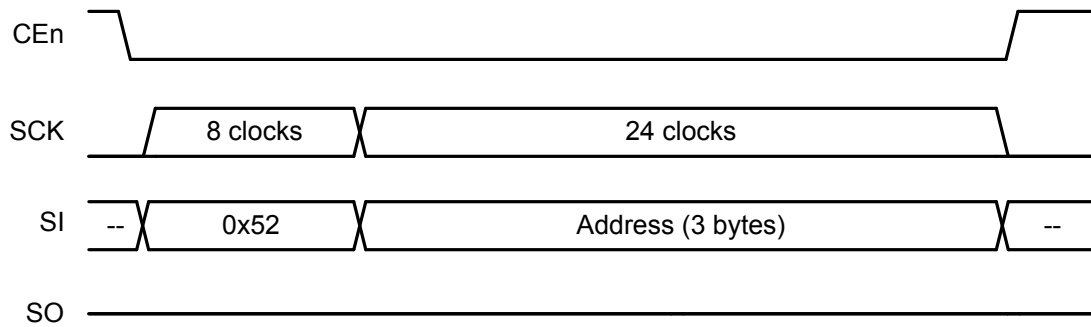 CEn
SCK 8 clocks 24 clocks
SI -- 0x52 Address (3 bytes) --
SO